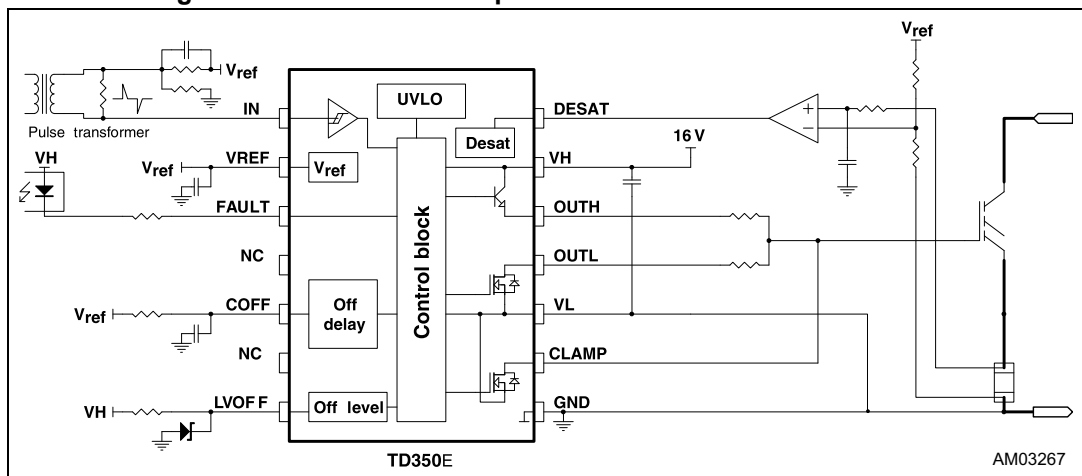 Vref
Vref
Pulse transformer
IN
UVLO
DESAT
Desat
+
−
16 V
VH
VH
Vref
VREF
Vref
FAULT
OUTH
Control block
NC
OUTL
Vref
COFF
Off
delay
VL
NC
CLAMP
VH
LVOFF
Off level
GND
TD350E
AM03267